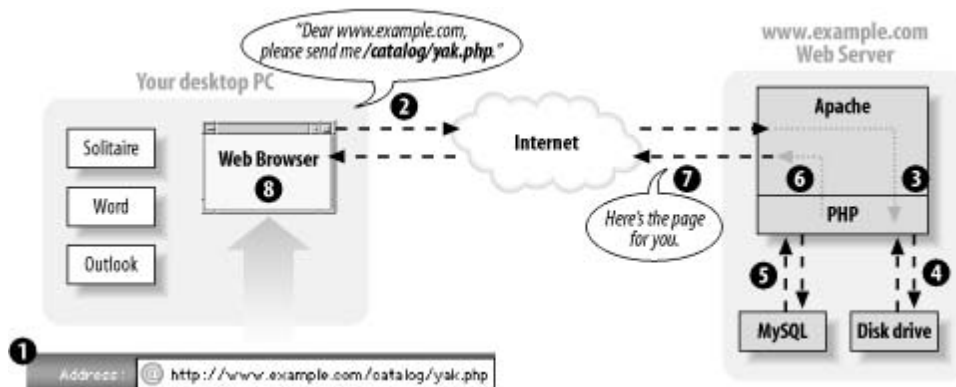 "Dear www.example.com,
please send me /catalog/yak.php."
www.example.com
Web Server
Your desktop PC
2
Apache
Solitaire
Web Browser
8
Internet
Word
7
6
3
PHP
Here's the page
for you.
Outlook
5
4
MySQL
Disk drive
1
Address: @ http://www.example.com/catalog/yak.php